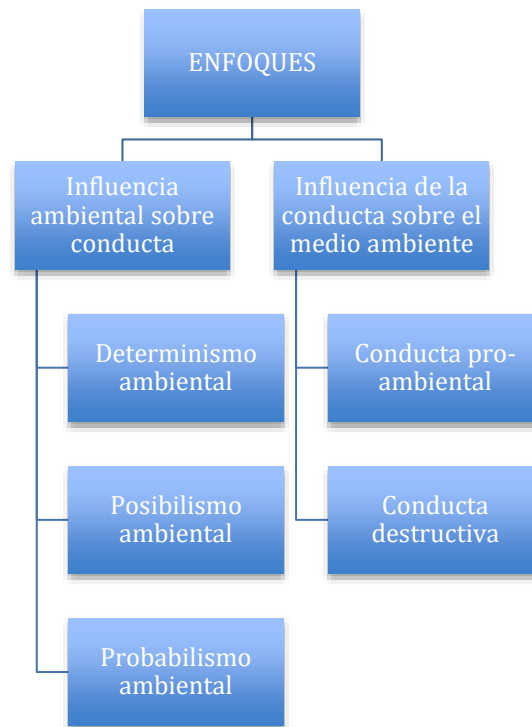 ENFOQUES
Influencia
ambiental sobre
conducta
Influencia de la
conducta sobre el
medio ambiente
Determinismo
ambiental
Posibilismo
ambiental
Probabilismo
ambiental
Conducta pro-
ambiental
Conducta
destructiva